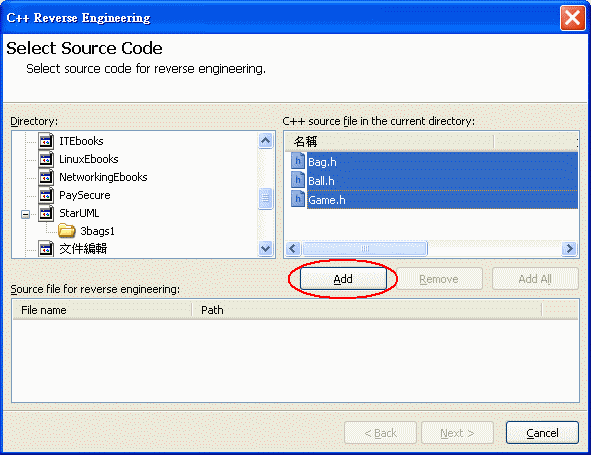 C++ Reverse Engineering
Select Source Code
Select source code for reverse engineering.
Directory:
ITEbooks
LinuxEbooks
NetworkingEbooks
PaySecure
StarUML
3bags1
文件編輯
C++ source file in the current directory:
名稱
Bag.h
Ball.h
Game.h
Add Remove Add All
Source file for reverse engineering:
File name Path
< Back Next > Cancel